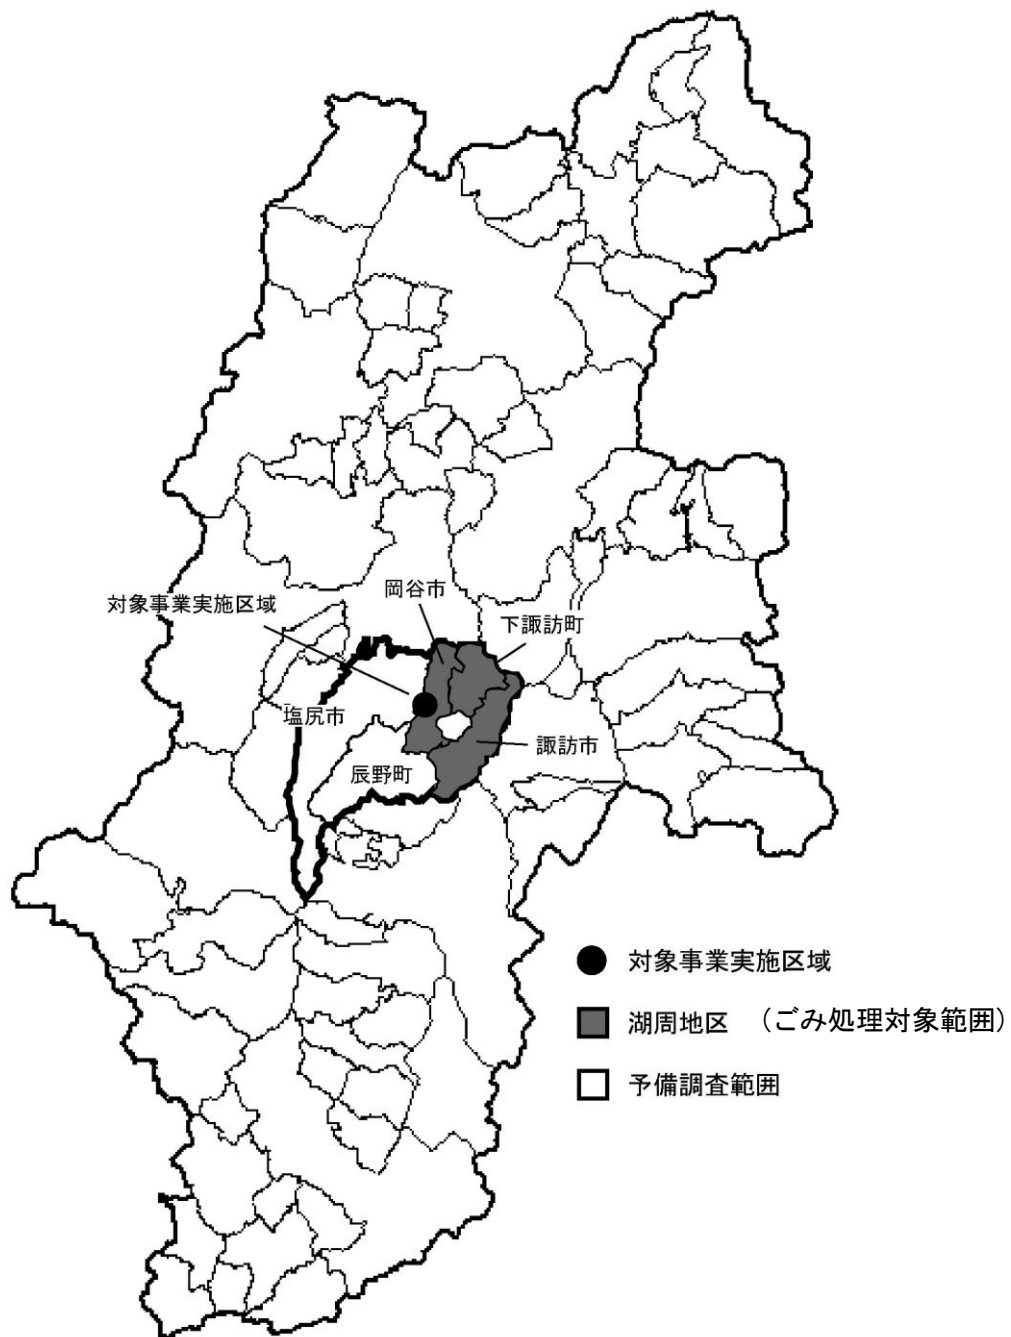 岡谷市
対象事業実施区域
下諏訪町
塩尻市
諏訪市
辰野町
対象事業実施区域
湖周地区 （ごみ処理対象範囲）
予備調査範囲